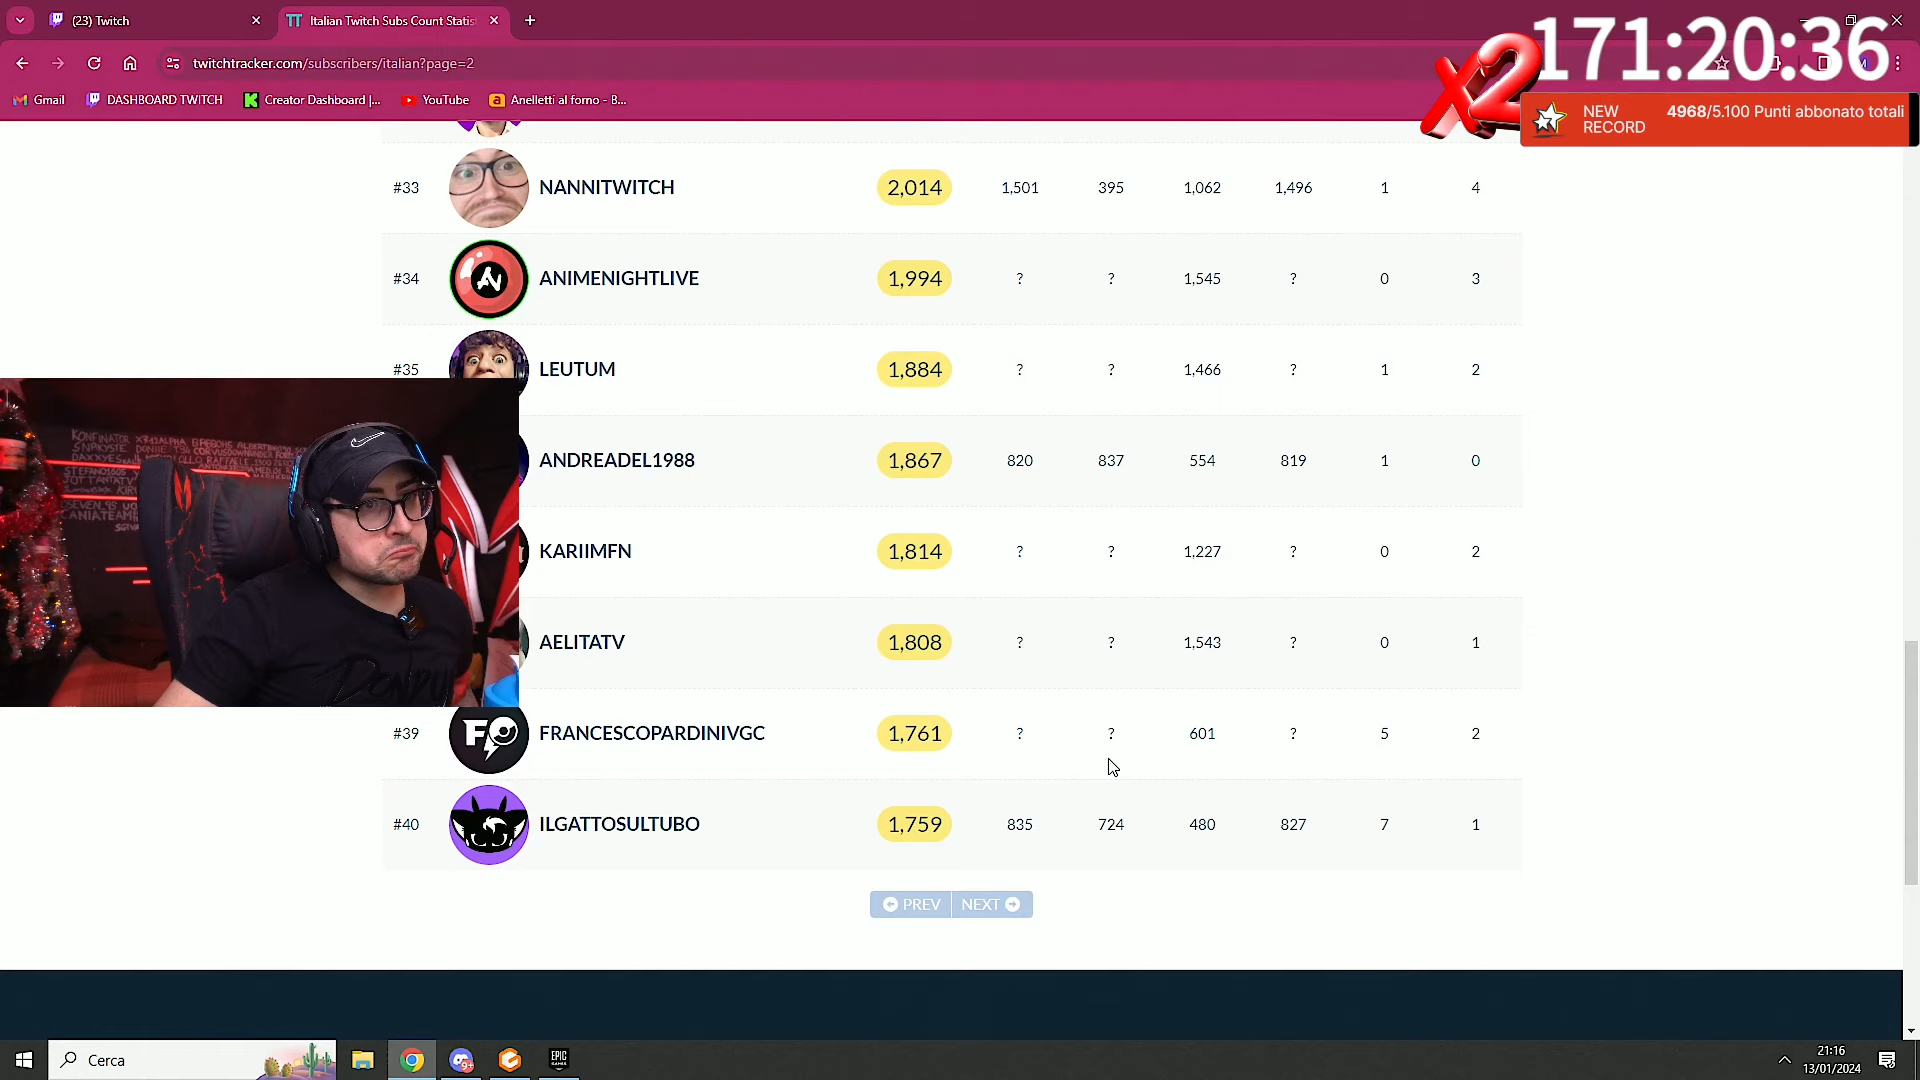 (23) Twitch
Italian Twitch Subs Count Statis
171:20:36
twitchtracker.com/subscribers/italian?page=2
x2
Gmail
DASHBOARD TWITCH
Creator Dashboard |...
YouTube
Anelletti al forno - B...
NEW RECORD
4968/5.100 Punti abbonato totali
#33 NANNITWITCH 2,014 1,501 395 1,062 1,496 1 4
#34 ANIMENIGHTLIVE 1,994 ? ? 1,545 ? 0 3
#35 LEUTUM 1,884 ? ? 1,466 ? 1 2
ANDREADEL1988 1,867 820 837 554 819 1 0
KARIIMFN 1,814 ? ? 1,227 ? 0 2
AELITATV 1,808 ? ? 1,543 ? 0 1
#39 FRANCESCOPARDINIVGC 1,761 ? ? 601 ? 5 2
#40 ILGATTOSULTUBO 1,759 835 724 480 827 7 1
PREV NEXT
Cerca
EPIC GAMES
21:16
13/01/2024